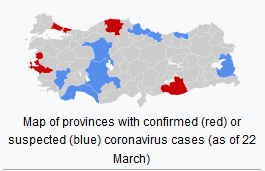 Map of provinces with confirmed (red) or
suspected (blue) coronavirus cases (as of 22
March)